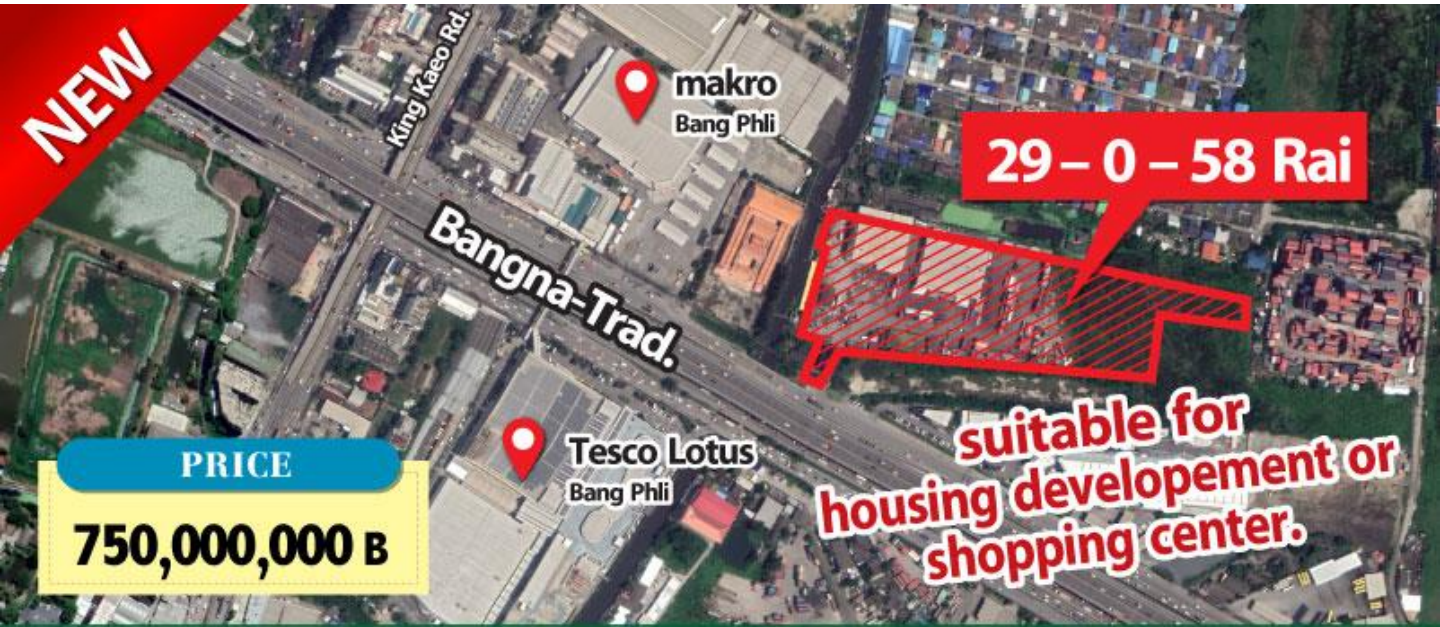 NEW
King Kaeo Rd.
makro
Bang Phli
29 – 0 – 58 Rai
Bangna-Trad.
Tesco Lotus
Bang Phli
suitable for
housing developement or
shopping center.
PRICE
750,000,000 B